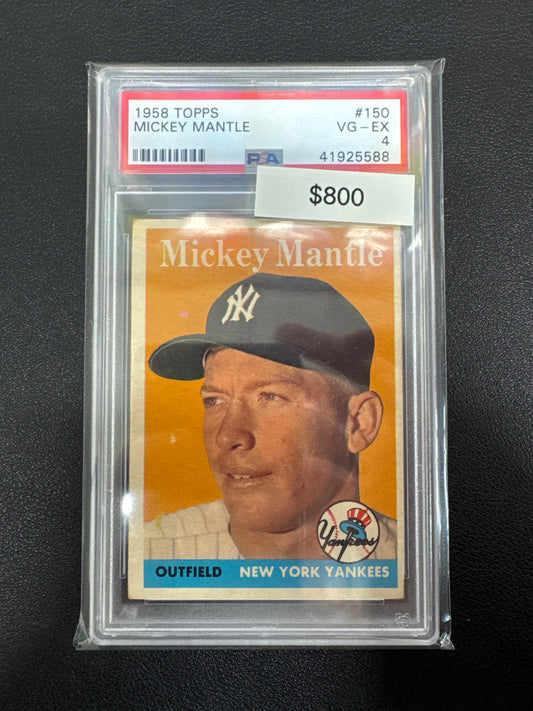 1958 TOPPS #150
MICKEY MANTLE VG-EX
4
PSA 41925588
$800
Mickey Mantle
NY
Yankees
OUTFIELD NEW YORK YANKEES